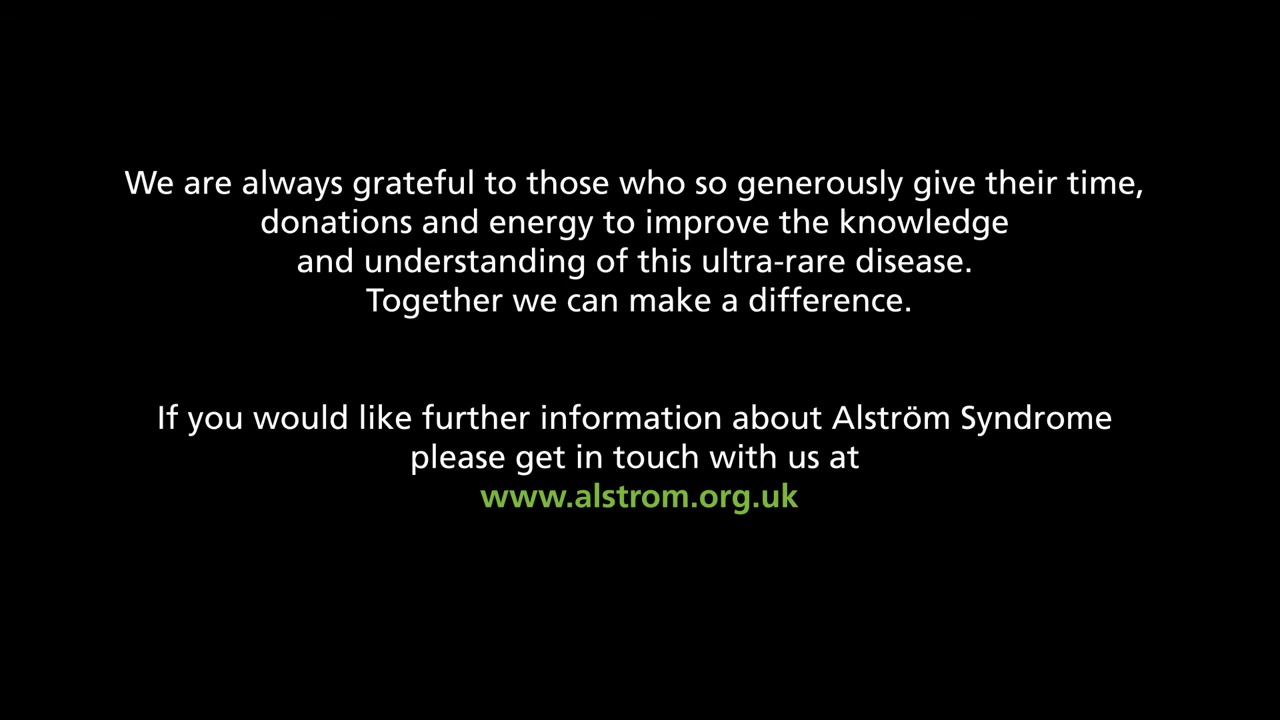 We are always grateful to those who so generously give their time,
donations and energy to improve the knowledge
and understanding of this ultra-rare disease.
Together we can make a difference.
If you would like further information about Alström Syndrome
please get in touch with us at
www.alstrom.org.uk